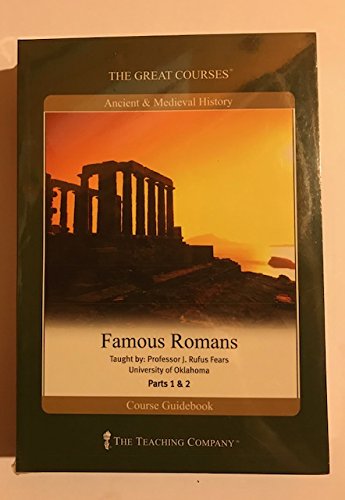 THE GREAT COURSES™
Ancient & Medieval History
Famous Romans
Taught by: Professor J. Rufus Fears
University of Oklahoma
Parts 1 & 2
Course Guidebook
THE TEACHING COMPANY®